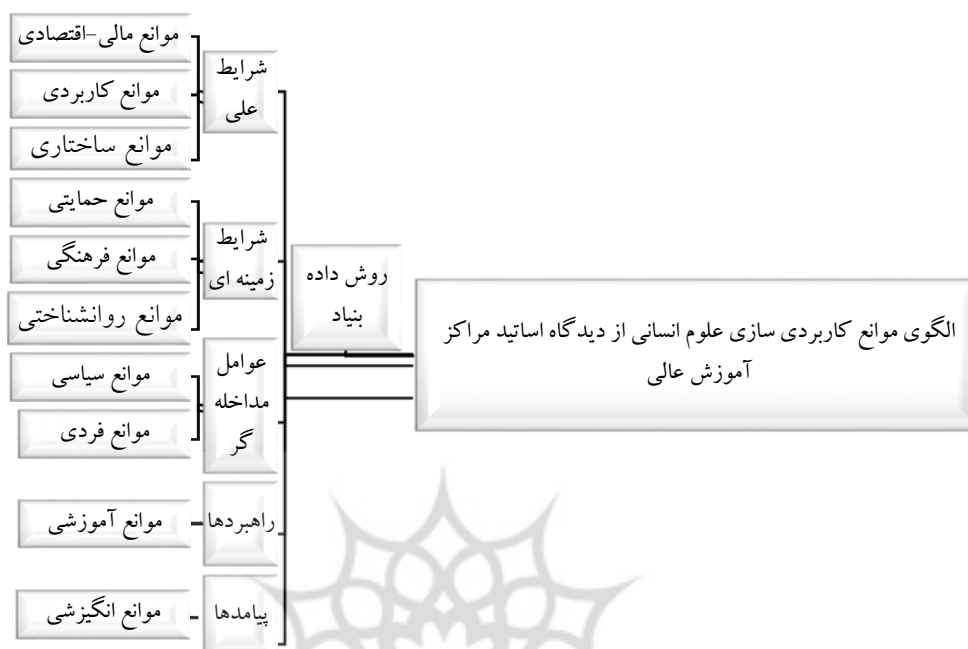 الگوی موانع کاربردی سازی علوم انسانی از دیدگاه اساتید مراکز
آموزش عالی
روش داده
بنیاد
شرایط
علی
موانع مالی-اقتصادی
موانع کاربردی
موانع ساختاری
شرایط
زمینه ای
موانع حمایتی
موانع فرهنگی
موانع روانشناختی
عوامل
مداخله
گر
موانع سیاسی
موانع فردی
راهبردها
موانع آموزشی
پیامدها
موانع انگیزشی